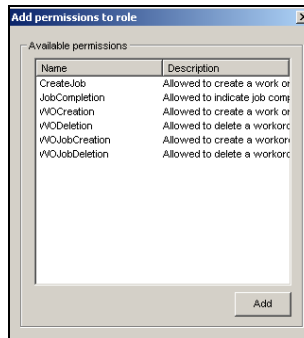 Add permissions to role
Available permissions
Name Description
CreateJob Allowed to create a work or
JobCompletion Allowed to indicate job comp
WOCreation Allowed to create a work or
WODeletion Allowed to delete a workord
WOJobCreation Allowed to create a workord
WOJobDeletion Allowed to delete a workord
Add